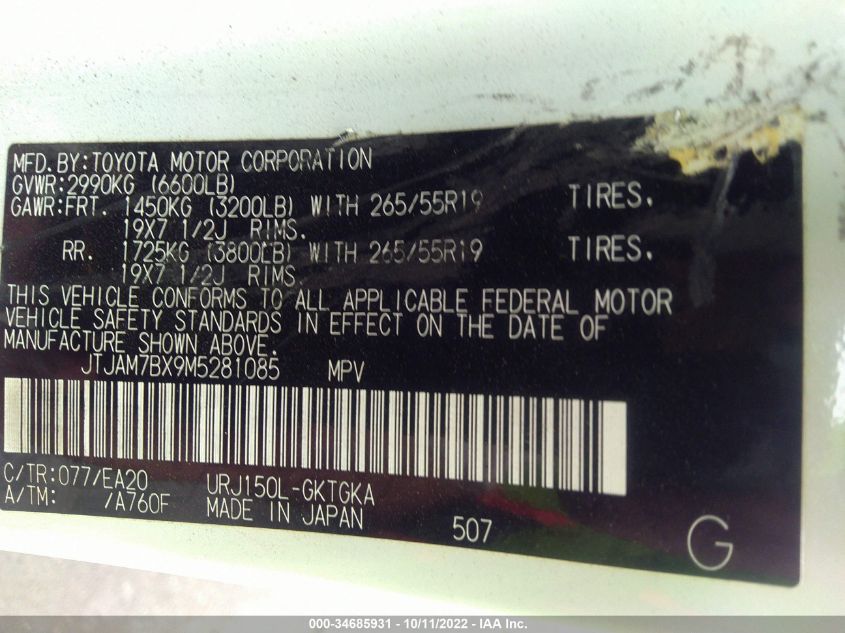 MFD.BY:TOYOTA MOTOR CORPORATION
GVWR:2990KG (6600LB)
GAWR:FRT. 1450KG (3200LB) WITH 265/55R19 TIRES.
19X7 1/2J RIMS.
RR. 1725KG (3800LB) WITH 265/55R19 TIRES.
19X7 1/2J RIMS.
THIS VEHICLE CONFORMS TO ALL APPLICABLE FEDERAL MOTOR
VEHICLE SAFETY STANDARDS IN EFFECT ON THE DATE OF
MANUFACTURE SHOWN ABOVE.
JTJAM7BX9M5281085 MPV
C/TR:077/EA20 URJ150L-GKTGKA
A/TM: /A760F MADE IN JAPAN 507 G
000-34685931 - 10/11/2022 - IAA Inc.